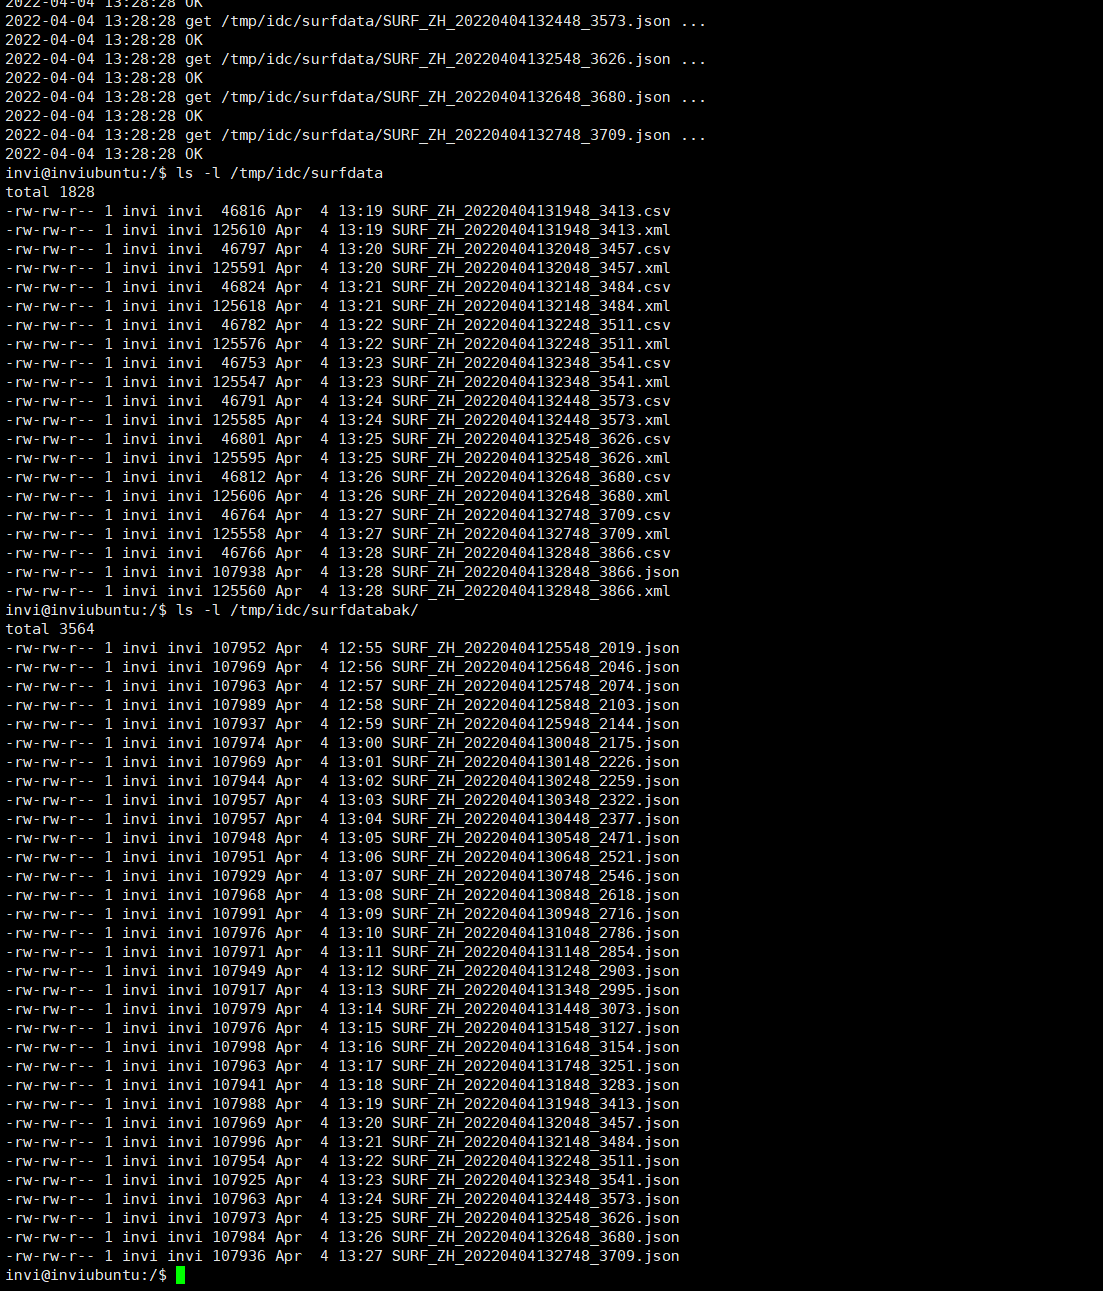 2022-04-04 13:28:28 OK
2022-04-04 13:28:28 get /tmp/idc/surfdata/SURF_ZH_20220404132448_3573.json ...
2022-04-04 13:28:28 OK
2022-04-04 13:28:28 get /tmp/idc/surfdata/SURF_ZH_20220404132548_3626.json ...
2022-04-04 13:28:28 OK
2022-04-04 13:28:28 get /tmp/idc/surfdata/SURF_ZH_20220404132648_3680.json ...
2022-04-04 13:28:28 OK
2022-04-04 13:28:28 get /tmp/idc/surfdata/SURF_ZH_20220404132748_3709.json ...
2022-04-04 13:28:28 OK
invi@inviubuntu:/$ ls -l /tmp/idc/surfdata
total 1828
-rw-rw-r-- 1 invi invi  46816 Apr  4 13:19 SURF_ZH_20220404131948_3413.csv
-rw-rw-r-- 1 invi invi 125610 Apr  4 13:19 SURF_ZH_20220404131948_3413.xml
-rw-rw-r-- 1 invi invi  46797 Apr  4 13:20 SURF_ZH_20220404132048_3457.csv
-rw-rw-r-- 1 invi invi 125591 Apr  4 13:20 SURF_ZH_20220404132048_3457.xml
-rw-rw-r-- 1 invi invi  46824 Apr  4 13:21 SURF_ZH_20220404132148_3484.csv
-rw-rw-r-- 1 invi invi 125618 Apr  4 13:21 SURF_ZH_20220404132148_3484.xml
-rw-rw-r-- 1 invi invi  46782 Apr  4 13:22 SURF_ZH_20220404132248_3511.csv
-rw-rw-r-- 1 invi invi 125576 Apr  4 13:22 SURF_ZH_20220404132248_3511.xml
-rw-rw-r-- 1 invi invi  46753 Apr  4 13:23 SURF_ZH_20220404132348_3541.csv
-rw-rw-r-- 1 invi invi 125547 Apr  4 13:23 SURF_ZH_20220404132348_3541.xml
-rw-rw-r-- 1 invi invi  46791 Apr  4 13:24 SURF_ZH_20220404132448_3573.csv
-rw-rw-r-- 1 invi invi 125585 Apr  4 13:24 SURF_ZH_20220404132448_3573.xml
-rw-rw-r-- 1 invi invi  46801 Apr  4 13:25 SURF_ZH_20220404132548_3626.csv
-rw-rw-r-- 1 invi invi 125595 Apr  4 13:25 SURF_ZH_20220404132548_3626.xml
-rw-rw-r-- 1 invi invi  46812 Apr  4 13:26 SURF_ZH_20220404132648_3680.csv
-rw-rw-r-- 1 invi invi 125606 Apr  4 13:26 SURF_ZH_20220404132648_3680.xml
-rw-rw-r-- 1 invi invi  46764 Apr  4 13:27 SURF_ZH_20220404132748_3709.csv
-rw-rw-r-- 1 invi invi 125558 Apr  4 13:27 SURF_ZH_20220404132748_3709.xml
-rw-rw-r-- 1 invi invi  46766 Apr  4 13:28 SURF_ZH_20220404132848_3866.csv
-rw-rw-r-- 1 invi invi 107938 Apr  4 13:28 SURF_ZH_20220404132848_3866.json
-rw-rw-r-- 1 invi invi 125560 Apr  4 13:28 SURF_ZH_20220404132848_3866.xml
invi@inviubuntu:/$ ls -l /tmp/idc/surfdatabak/
total 3564
-rw-rw-r-- 1 invi invi 107952 Apr  4 12:55 SURF_ZH_20220404125548_2019.json
-rw-rw-r-- 1 invi invi 107969 Apr  4 12:56 SURF_ZH_20220404125648_2046.json
-rw-rw-r-- 1 invi invi 107963 Apr  4 12:57 SURF_ZH_20220404125748_2074.json
-rw-rw-r-- 1 invi invi 107989 Apr  4 12:58 SURF_ZH_20220404125848_2103.json
-rw-rw-r-- 1 invi invi 107937 Apr  4 12:59 SURF_ZH_20220404125948_2144.json
-rw-rw-r-- 1 invi invi 107974 Apr  4 13:00 SURF_ZH_20220404130048_2175.json
-rw-rw-r-- 1 invi invi 107969 Apr  4 13:01 SURF_ZH_20220404130148_2226.json
-rw-rw-r-- 1 invi invi 107944 Apr  4 13:02 SURF_ZH_20220404130248_2259.json
-rw-rw-r-- 1 invi invi 107957 Apr  4 13:03 SURF_ZH_20220404130348_2322.json
-rw-rw-r-- 1 invi invi 107957 Apr  4 13:04 SURF_ZH_20220404130448_2377.json
-rw-rw-r-- 1 invi invi 107948 Apr  4 13:05 SURF_ZH_20220404130548_2471.json
-rw-rw-r-- 1 invi invi 107951 Apr  4 13:06 SURF_ZH_20220404130648_2521.json
-rw-rw-r-- 1 invi invi 107929 Apr  4 13:07 SURF_ZH_20220404130748_2546.json
-rw-rw-r-- 1 invi invi 107968 Apr  4 13:08 SURF_ZH_20220404130848_2618.json
-rw-rw-r-- 1 invi invi 107991 Apr  4 13:09 SURF_ZH_20220404130948_2716.json
-rw-rw-r-- 1 invi invi 107976 Apr  4 13:10 SURF_ZH_20220404131048_2786.json
-rw-rw-r-- 1 invi invi 107971 Apr  4 13:11 SURF_ZH_20220404131148_2854.json
-rw-rw-r-- 1 invi invi 107949 Apr  4 13:12 SURF_ZH_20220404131248_2903.json
-rw-rw-r-- 1 invi invi 107917 Apr  4 13:13 SURF_ZH_20220404131348_2995.json
-rw-rw-r-- 1 invi invi 107979 Apr  4 13:14 SURF_ZH_20220404131448_3073.json
-rw-rw-r-- 1 invi invi 107976 Apr  4 13:15 SURF_ZH_20220404131548_3127.json
-rw-rw-r-- 1 invi invi 107998 Apr  4 13:16 SURF_ZH_20220404131648_3154.json
-rw-rw-r-- 1 invi invi 107963 Apr  4 13:17 SURF_ZH_20220404131748_3251.json
-rw-rw-r-- 1 invi invi 107941 Apr  4 13:18 SURF_ZH_20220404131848_3283.json
-rw-rw-r-- 1 invi invi 107988 Apr  4 13:19 SURF_ZH_20220404131948_3413.json
-rw-rw-r-- 1 invi invi 107969 Apr  4 13:20 SURF_ZH_20220404132048_3457.json
-rw-rw-r-- 1 invi invi 107996 Apr  4 13:21 SURF_ZH_20220404132148_3484.json
-rw-rw-r-- 1 invi invi 107954 Apr  4 13:22 SURF_ZH_20220404132248_3511.json
-rw-rw-r-- 1 invi invi 107925 Apr  4 13:23 SURF_ZH_20220404132348_3541.json
-rw-rw-r-- 1 invi invi 107963 Apr  4 13:24 SURF_ZH_20220404132448_3573.json
-rw-rw-r-- 1 invi invi 107973 Apr  4 13:25 SURF_ZH_20220404132548_3626.json
-rw-rw-r-- 1 invi invi 107984 Apr  4 13:26 SURF_ZH_20220404132648_3680.json
-rw-rw-r-- 1 invi invi 107936 Apr  4 13:27 SURF_ZH_20220404132748_3709.json
invi@inviubuntu:/$